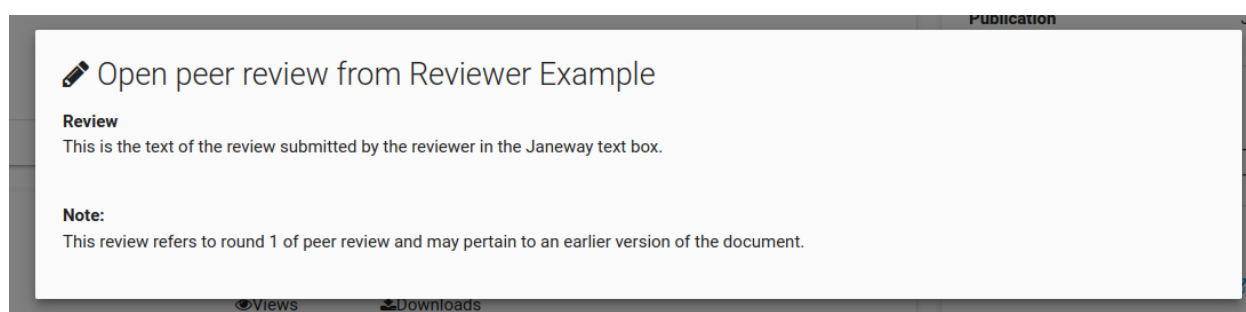 Publication
Open peer review from Reviewer Example
Review
This is the text of the review submitted by the reviewer in the Janeway text box.
Note:
This review refers to round 1 of peer review and may pertain to an earlier version of the document.
Views Downloads